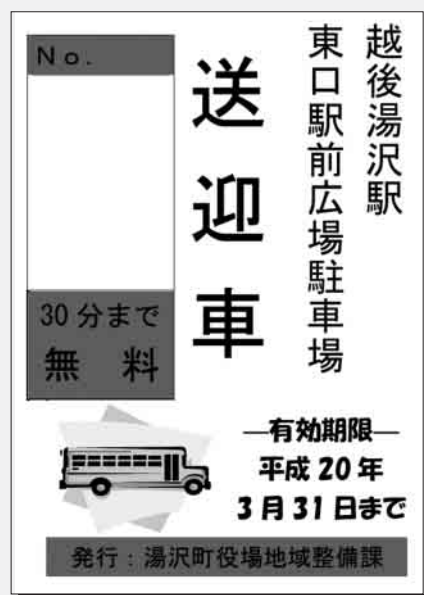 越後湯沢駅
東口駅前広場駐車場
送迎車
No.
30分まで
無料
―有効期限―
平成20年
3月31日まで
発行：湯沢町役場地域整備課